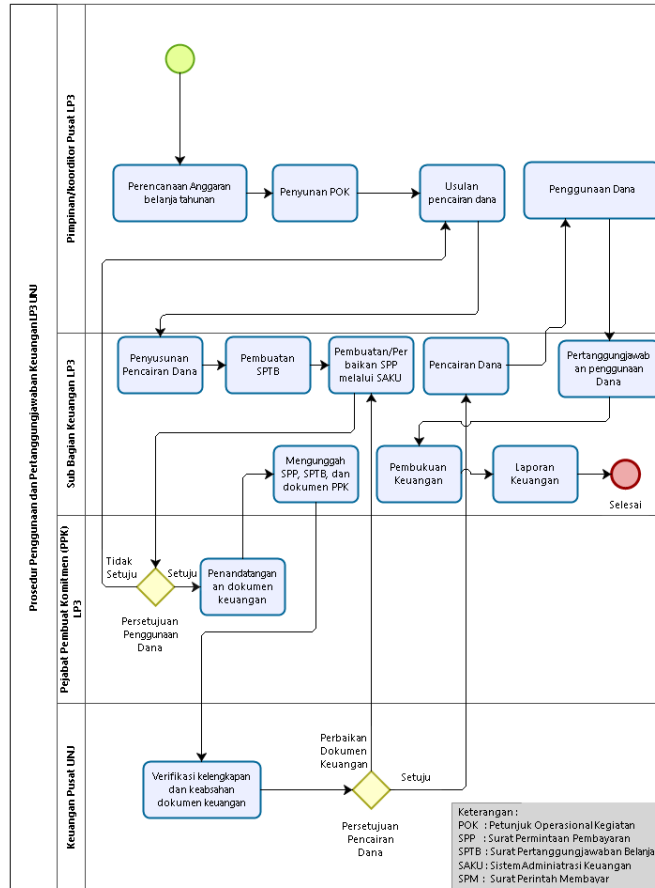 Prosedur Penggunaan dan Pertanggungjawaban Keuangan LP3 UNJ
Pimpinan/koorditor Pusat LP3
Perencanaan Anggaran
belanja tahunan
Penyunan POK
Usulan
pencairan dana
Penggunaan Dana
Sub Bagian Keuangan LP3
Penyusunan
Pencairan Dana
Pembuatan
SPTB
Pembuatan/Per
baikan SPP
melalui SAKU
Pencairan Dana
Pertanggungjawab
an penggunaan
Dana
Mengunggah
SPP, SPTB, dan
dokumen PPK
Pembukuan
Keuangan
Laporan
Keuangan
Selesai
Pejabat Pembuat Komitmen (PPK)
LP3
Tidak
Setuju
Setuju
Penandatangan
an dokumen
keuangan
Persetujuan
Penggunaan
Dana
Keuangan Pusat UNJ
Verifikasi kelengkapan
dan keabsahan
dokumen keuangan
Perbaikan
Dokumen
Keuangan
Setuju
Persetujuan
Pencairan
Dana
Keterangan :
POK : Petunjuk Operasional Kegiatan
SPP : Surat Permintaan Pembayaran
SPTB : Surat Pertanggungjawaban Belanja
SAKU : Sistem Adminiatrasi Keuangan
SPM : Surat Perintah Membayar